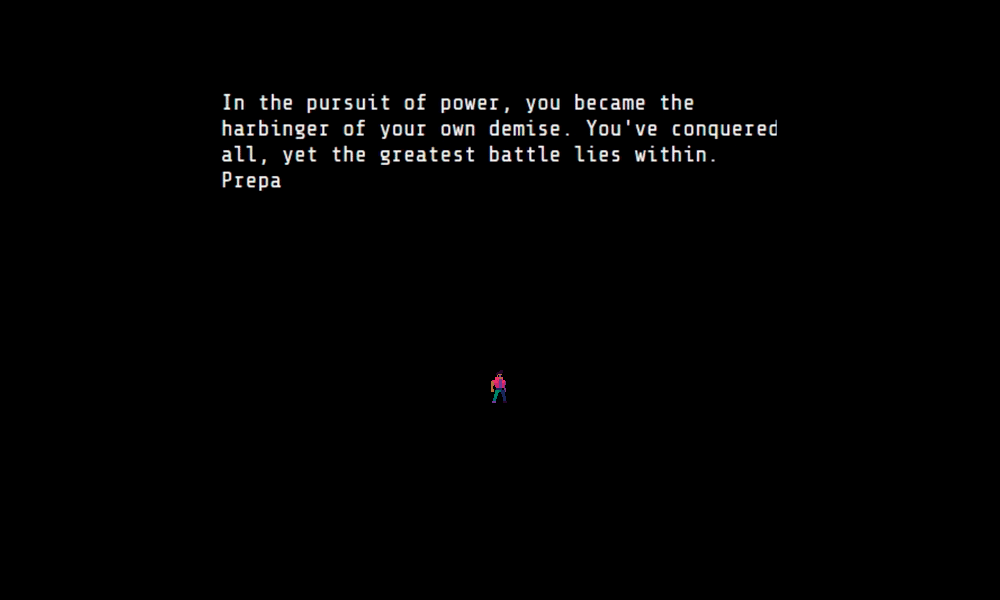 In the pursuit of power, you became the
harbinger of your own demise. You've conquered
all, yet the greatest battle lies within.
Prepa